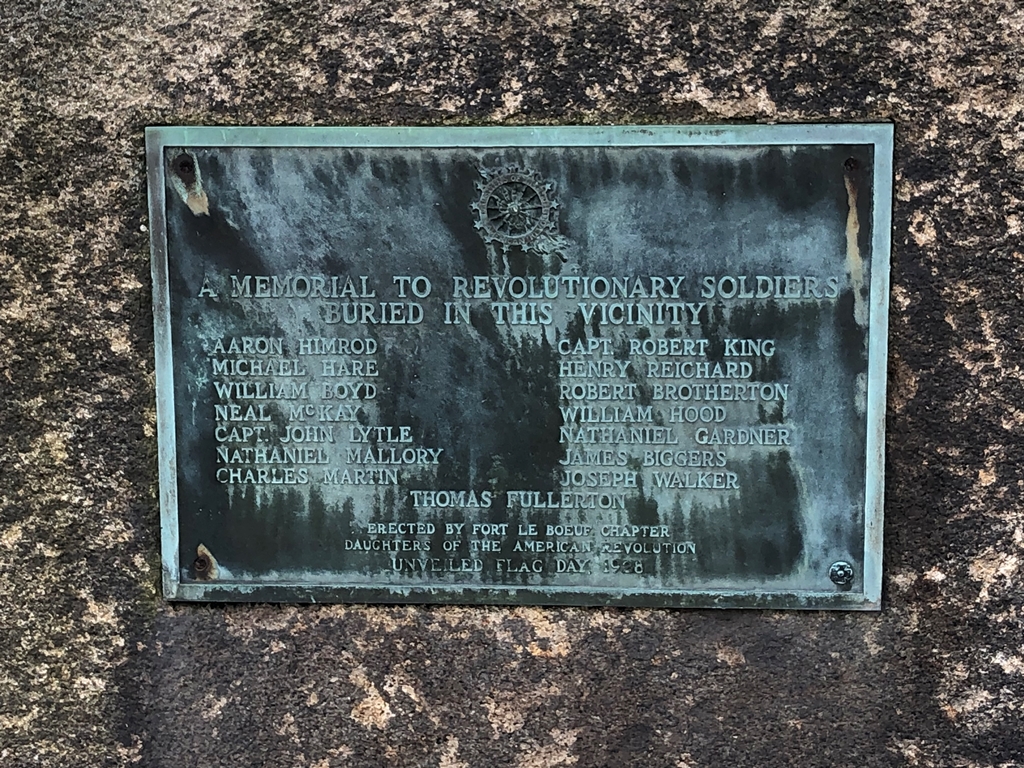 A MEMORIAL TO REVOLUTIONARY SOLDIERS
BURIED IN THIS VICINITY
AARON HIMROD
MICHAEL HARE
WILLIAM BOYD
NEAL McKAY
CAPT. JOHN LYTLE
NATHANIEL MALLORY
CHARLES MARTIN
CAPT. ROBERT KING
HENRY REICHARD
ROBERT BROTHERTON
WILLIAM HOOD
NATHANIEL GARDNER
JAMES BIGGERS
JOSEPH WALKER
THOMAS FULLERTON
ERECTED BY FORT LE BOEUF CHAPTER
DAUGHTERS OF THE AMERICAN REVOLUTION
UNVEILED FLAG DAY, 1928